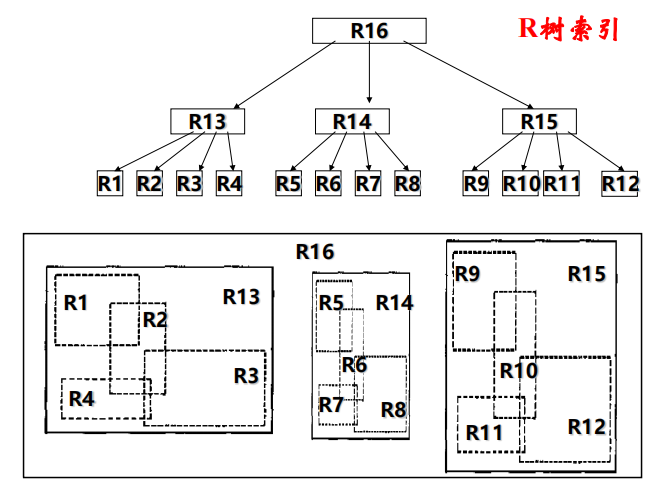 R树索引
R16
R13 R14 R15
R1 R2 R3 R4 R5 R6 R7 R8 R9 R10 R11 R12
R16
R1 R2 R13 R3 R4
R5 R14 R6 R7 R8
R9 R15 R10 R11 R12